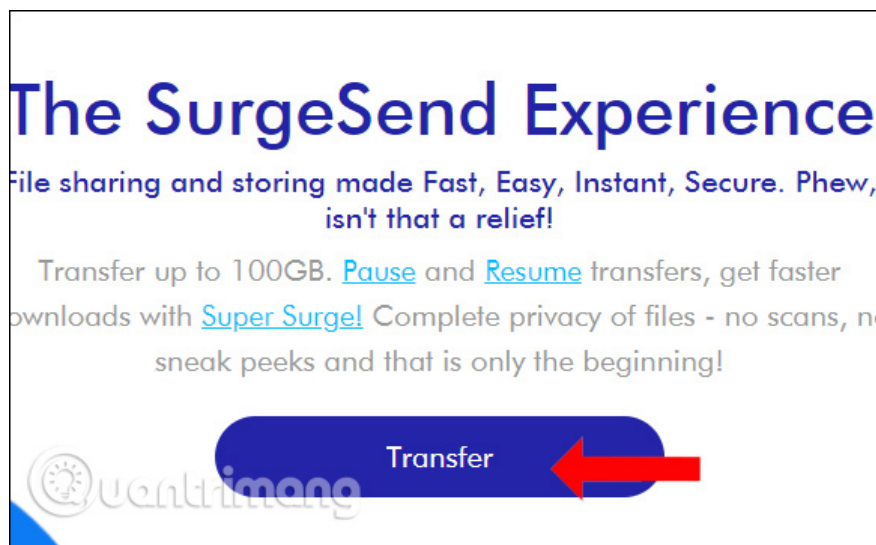 The SurgeSend Experience
File sharing and storing made Fast, Easy, Instant, Secure. Phew,
isn't that a relief!
Transfer up to 100GB. Pause and Resume transfers, get faster
ownloads with Super Surge! Complete privacy of files - no scans, n
sneak peeks and that is only the beginning!
Transfer
Quantrimang